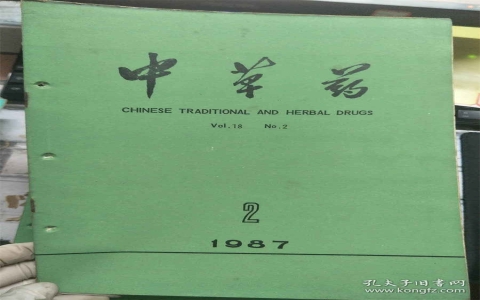 中草药
CHINESE TRADITIONAL AND HERBAL DRUGS
Vol.18 No.2
2
1987
孔夫子旧书网
www.kongfz.com